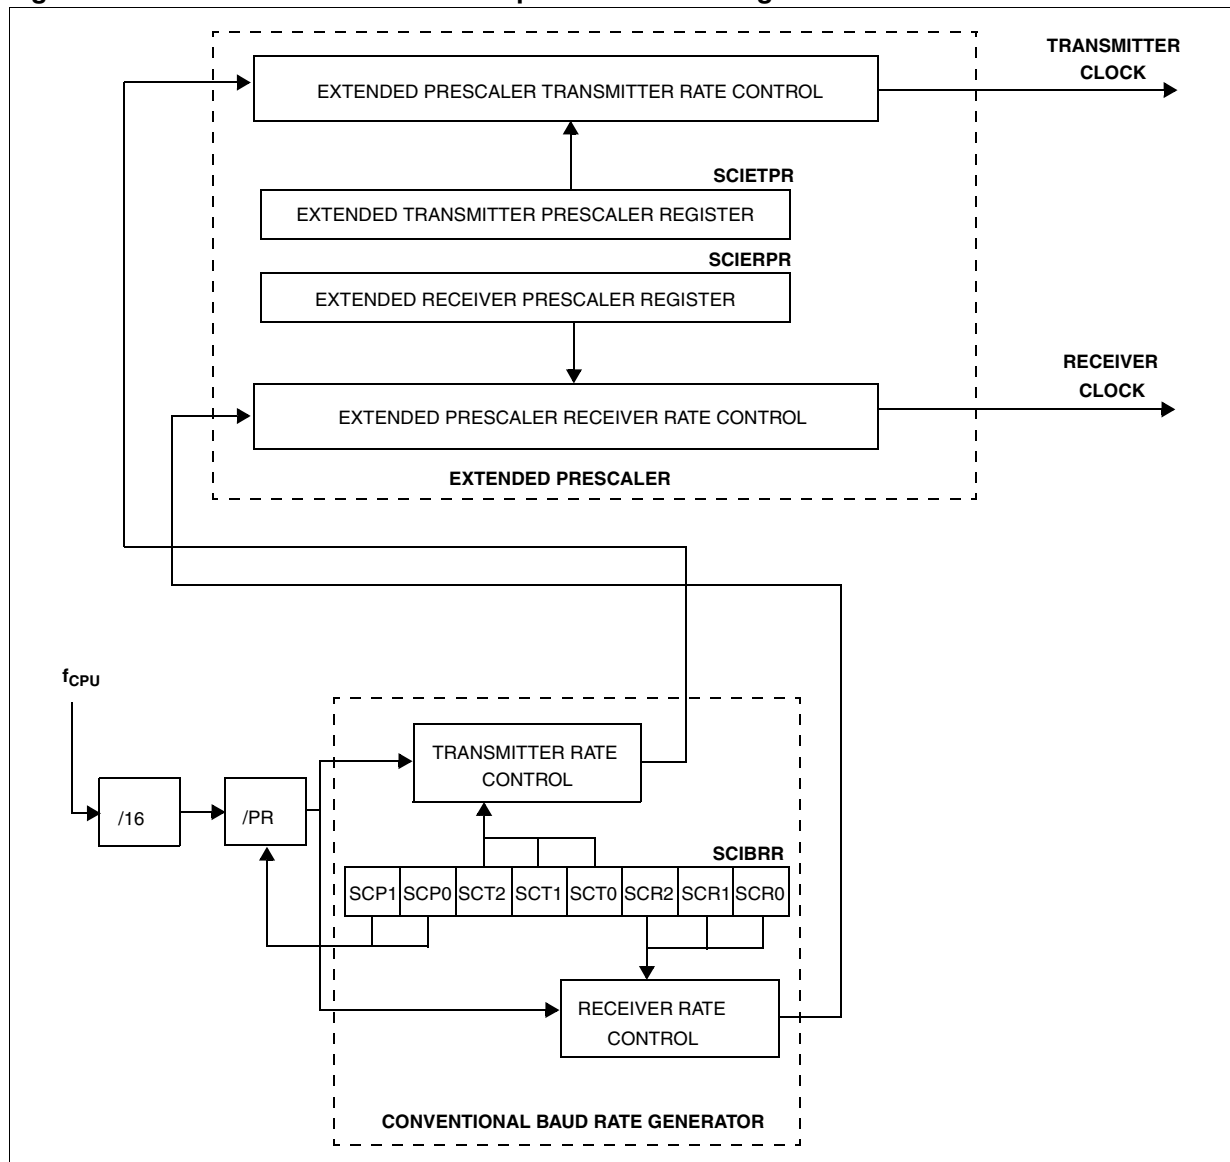 TRANSMITTER
CLOCK
EXTENDED PRESCALER TRANSMITTER RATE CONTROL
SCIETPR
EXTENDED TRANSMITTER PRESCALER REGISTER
SCIERPR
EXTENDED RECEIVER PRESCALER REGISTER
RECEIVER
CLOCK
EXTENDED PRESCALER RECEIVER RATE CONTROL
EXTENDED PRESCALER
fCPU
TRANSMITTER RATE
CONTROL
/16
/PR
SCIBRR
SCP1 SCP0 SCT2 SCT1 SCT0 SCR2 SCR1 SCR0
RECEIVER RATE
CONTROL
CONVENTIONAL BAUD RATE GENERATOR